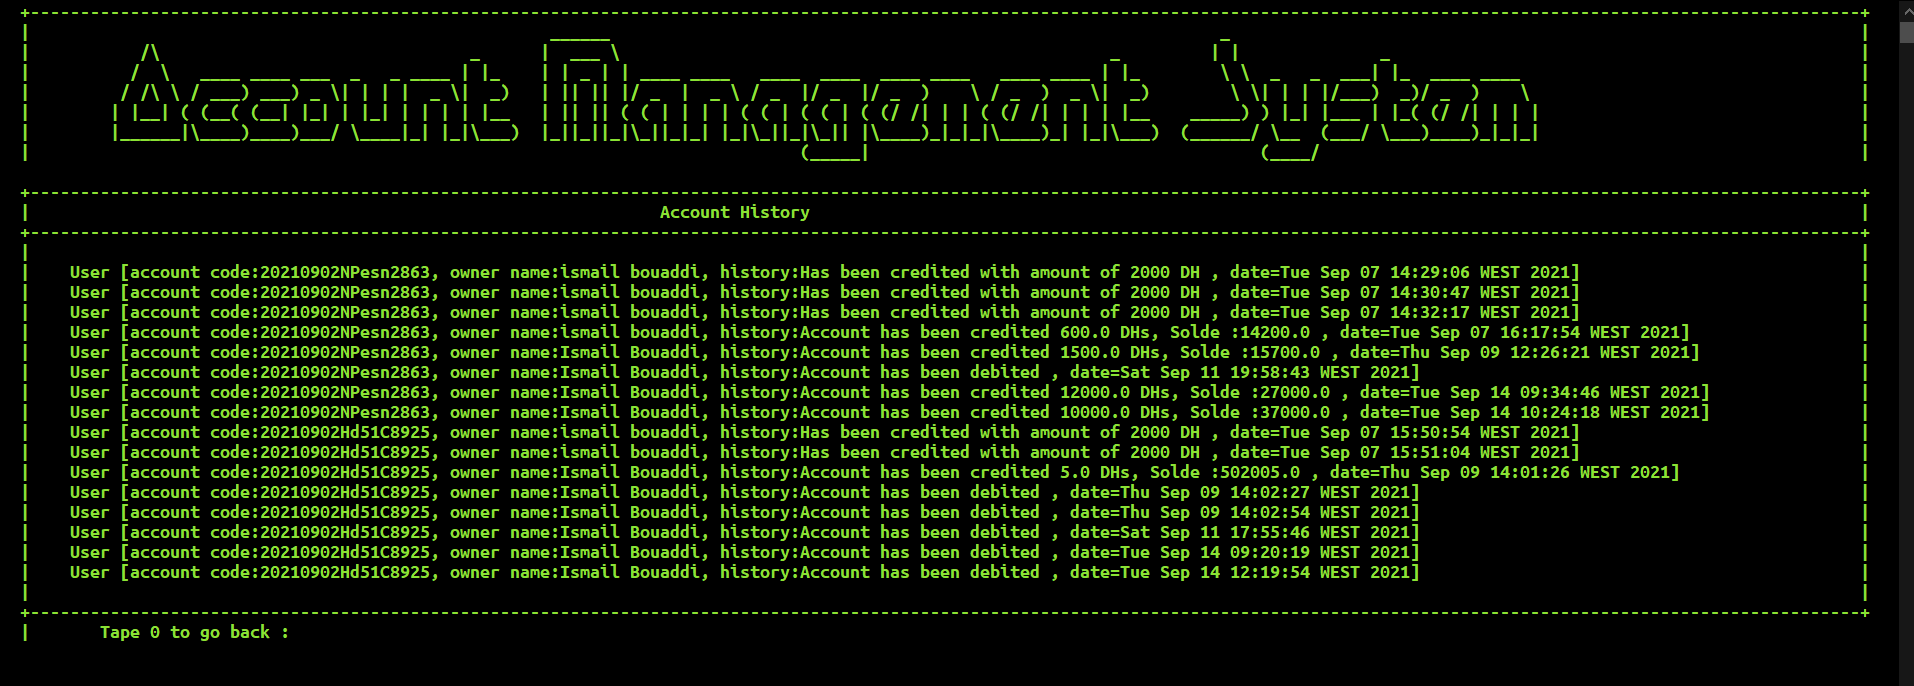 Account Management System
Account History
User [account code:20210902NPesn2863, owner name:ismail bouaddi, history:Has been credited with amount of 2000 DH , date=Tue Sep 07 14:29:06 WEST 2021]
User [account code:20210902NPesn2863, owner name:ismail bouaddi, history:Has been credited with amount of 2000 DH , date=Tue Sep 07 14:30:47 WEST 2021]
User [account code:20210902NPesn2863, owner name:ismail bouaddi, history:Has been credited with amount of 2000 DH , date=Tue Sep 07 14:32:17 WEST 2021]
User [account code:20210902NPesn2863, owner name:ismail bouaddi, history:Account has been credited 600.0 DHs, Solde :14200.0 , date=Tue Sep 07 16:17:54 WEST 2021]
User [account code:20210902NPesn2863, owner name:Ismail Bouaddi, history:Account has been credited 1500.0 DHs, Solde :15700.0 , date=Thu Sep 09 12:26:21 WEST 2021]
User [account code:20210902NPesn2863, owner name:Ismail Bouaddi, history:Account has been debited , date=Sat Sep 11 19:58:43 WEST 2021]
User [account code:20210902NPesn2863, owner name:Ismail Bouaddi, history:Account has been credited 12000.0 DHs, Solde :27000.0 , date=Tue Sep 14 09:34:46 WEST 2021]
User [account code:20210902NPesn2863, owner name:Ismail Bouaddi, history:Account has been credited 10000.0 DHs, Solde :37000.0 , date=Tue Sep 14 10:24:18 WEST 2021]
User [account code:20210902Hd51C8925, owner name:ismail bouaddi, history:Has been credited with amount of 2000 DH , date=Tue Sep 07 15:50:54 WEST 2021]
User [account code:20210902Hd51C8925, owner name:ismail bouaddi, history:Has been credited with amount of 2000 DH , date=Tue Sep 07 15:51:04 WEST 2021]
User [account code:20210902Hd51C8925, owner name:Ismail Bouaddi, history:Account has been credited 5.0 DHs, Solde :502005.0 , date=Thu Sep 09 14:01:26 WEST 2021]
User [account code:20210902Hd51C8925, owner name:Ismail Bouaddi, history:Account has been debited , date=Thu Sep 09 14:02:27 WEST 2021]
User [account code:20210902Hd51C8925, owner name:Ismail Bouaddi, history:Account has been debited , date=Thu Sep 09 14:02:54 WEST 2021]
User [account code:20210902Hd51C8925, owner name:Ismail Bouaddi, history:Account has been debited , date=Sat Sep 11 17:55:46 WEST 2021]
User [account code:20210902Hd51C8925, owner name:Ismail Bouaddi, history:Account has been debited , date=Tue Sep 14 09:20:19 WEST 2021]
User [account code:20210902Hd51C8925, owner name:Ismail Bouaddi, history:Account has been debited , date=Tue Sep 14 12:19:54 WEST 2021]
Tape 0 to go back :